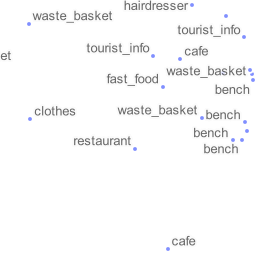 hairdresser
waste_basket
tourist_info
tourist_info
cafe
et
waste_basket
fast_food
bench
clothes
waste_basket
bench
bench
restaurant
bench
cafe